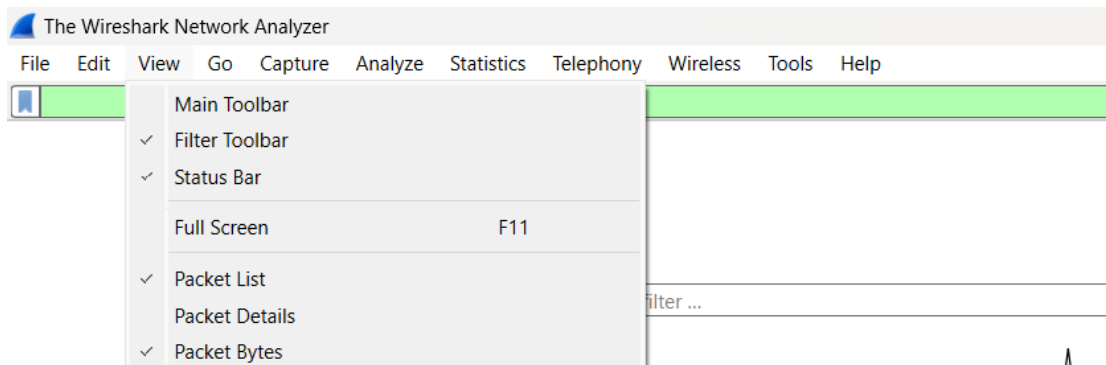 The Wireshark Network Analyzer
File Edit View Go Capture Analyze Statistics Telephony Wireless Tools Help
Main Toolbar
Filter Toolbar
Status Bar
Full Screen F11
Packet List
filter ...
Packet Details
Packet Bytes